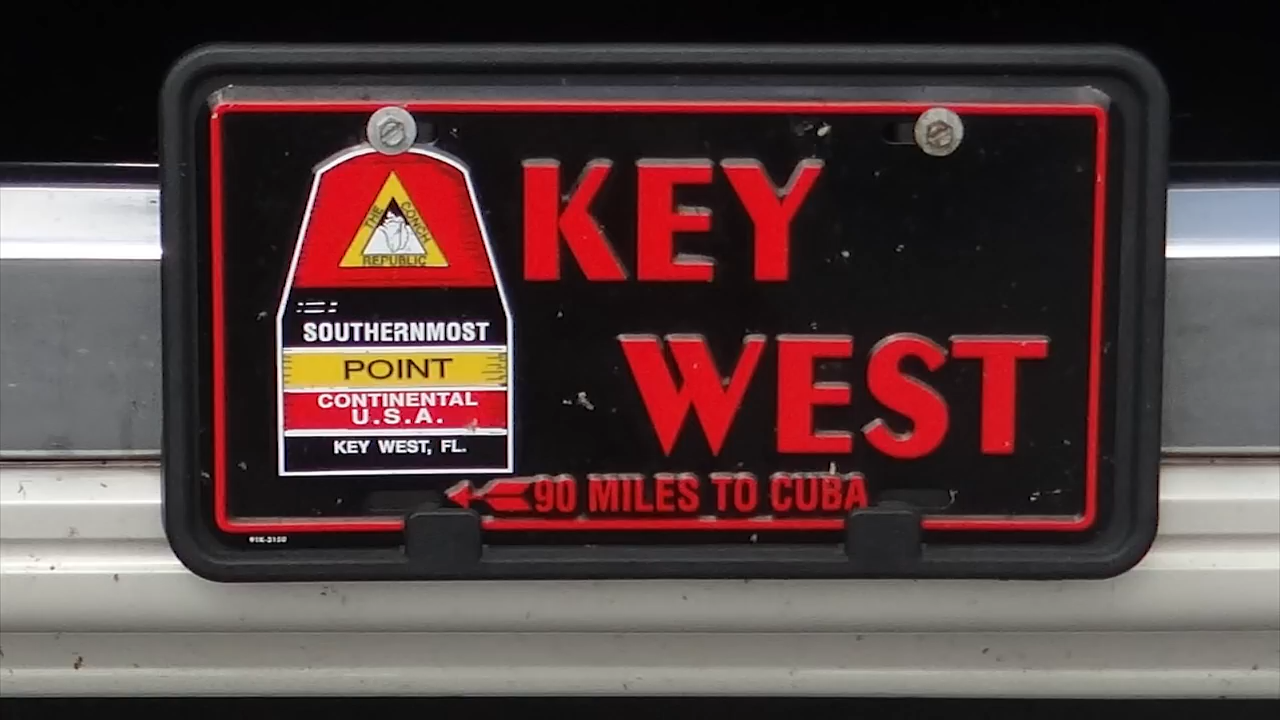 THE CONCH
REPUBLIC
SOUTHERNMOST
POINT
CONTINENTAL
U.S.A.
KEY WEST, FL.
KEY
WEST
90 MILES TO CUBA